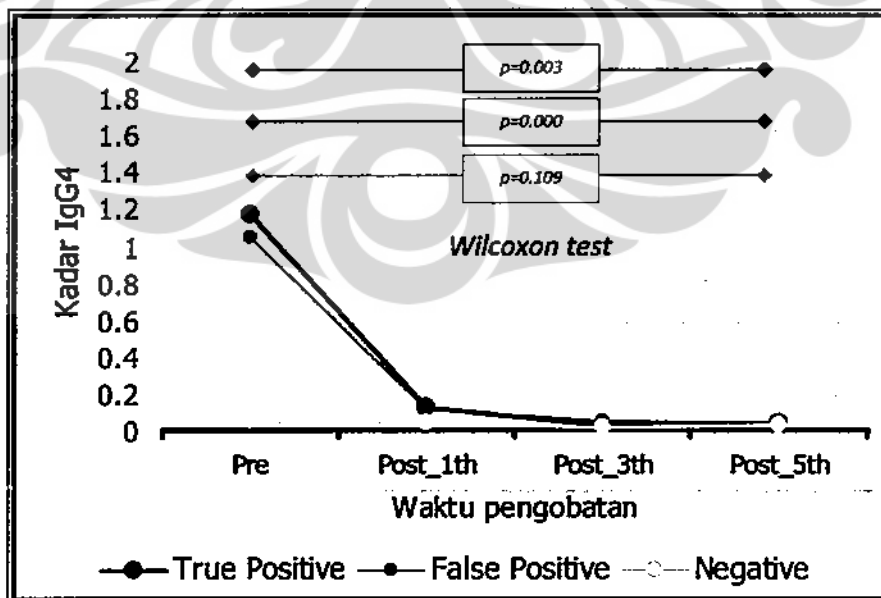 2
p=0.003
1.8
p=0.000
1.6
1.4
p=0.109
1.2
Wilcoxon test
1
0.8
0.6
0.4
0.2
0
Kadar IgG4
Pre Post_1th Post_3th Post_5th
Waktu pengobatan
True Positive False Positive Negative